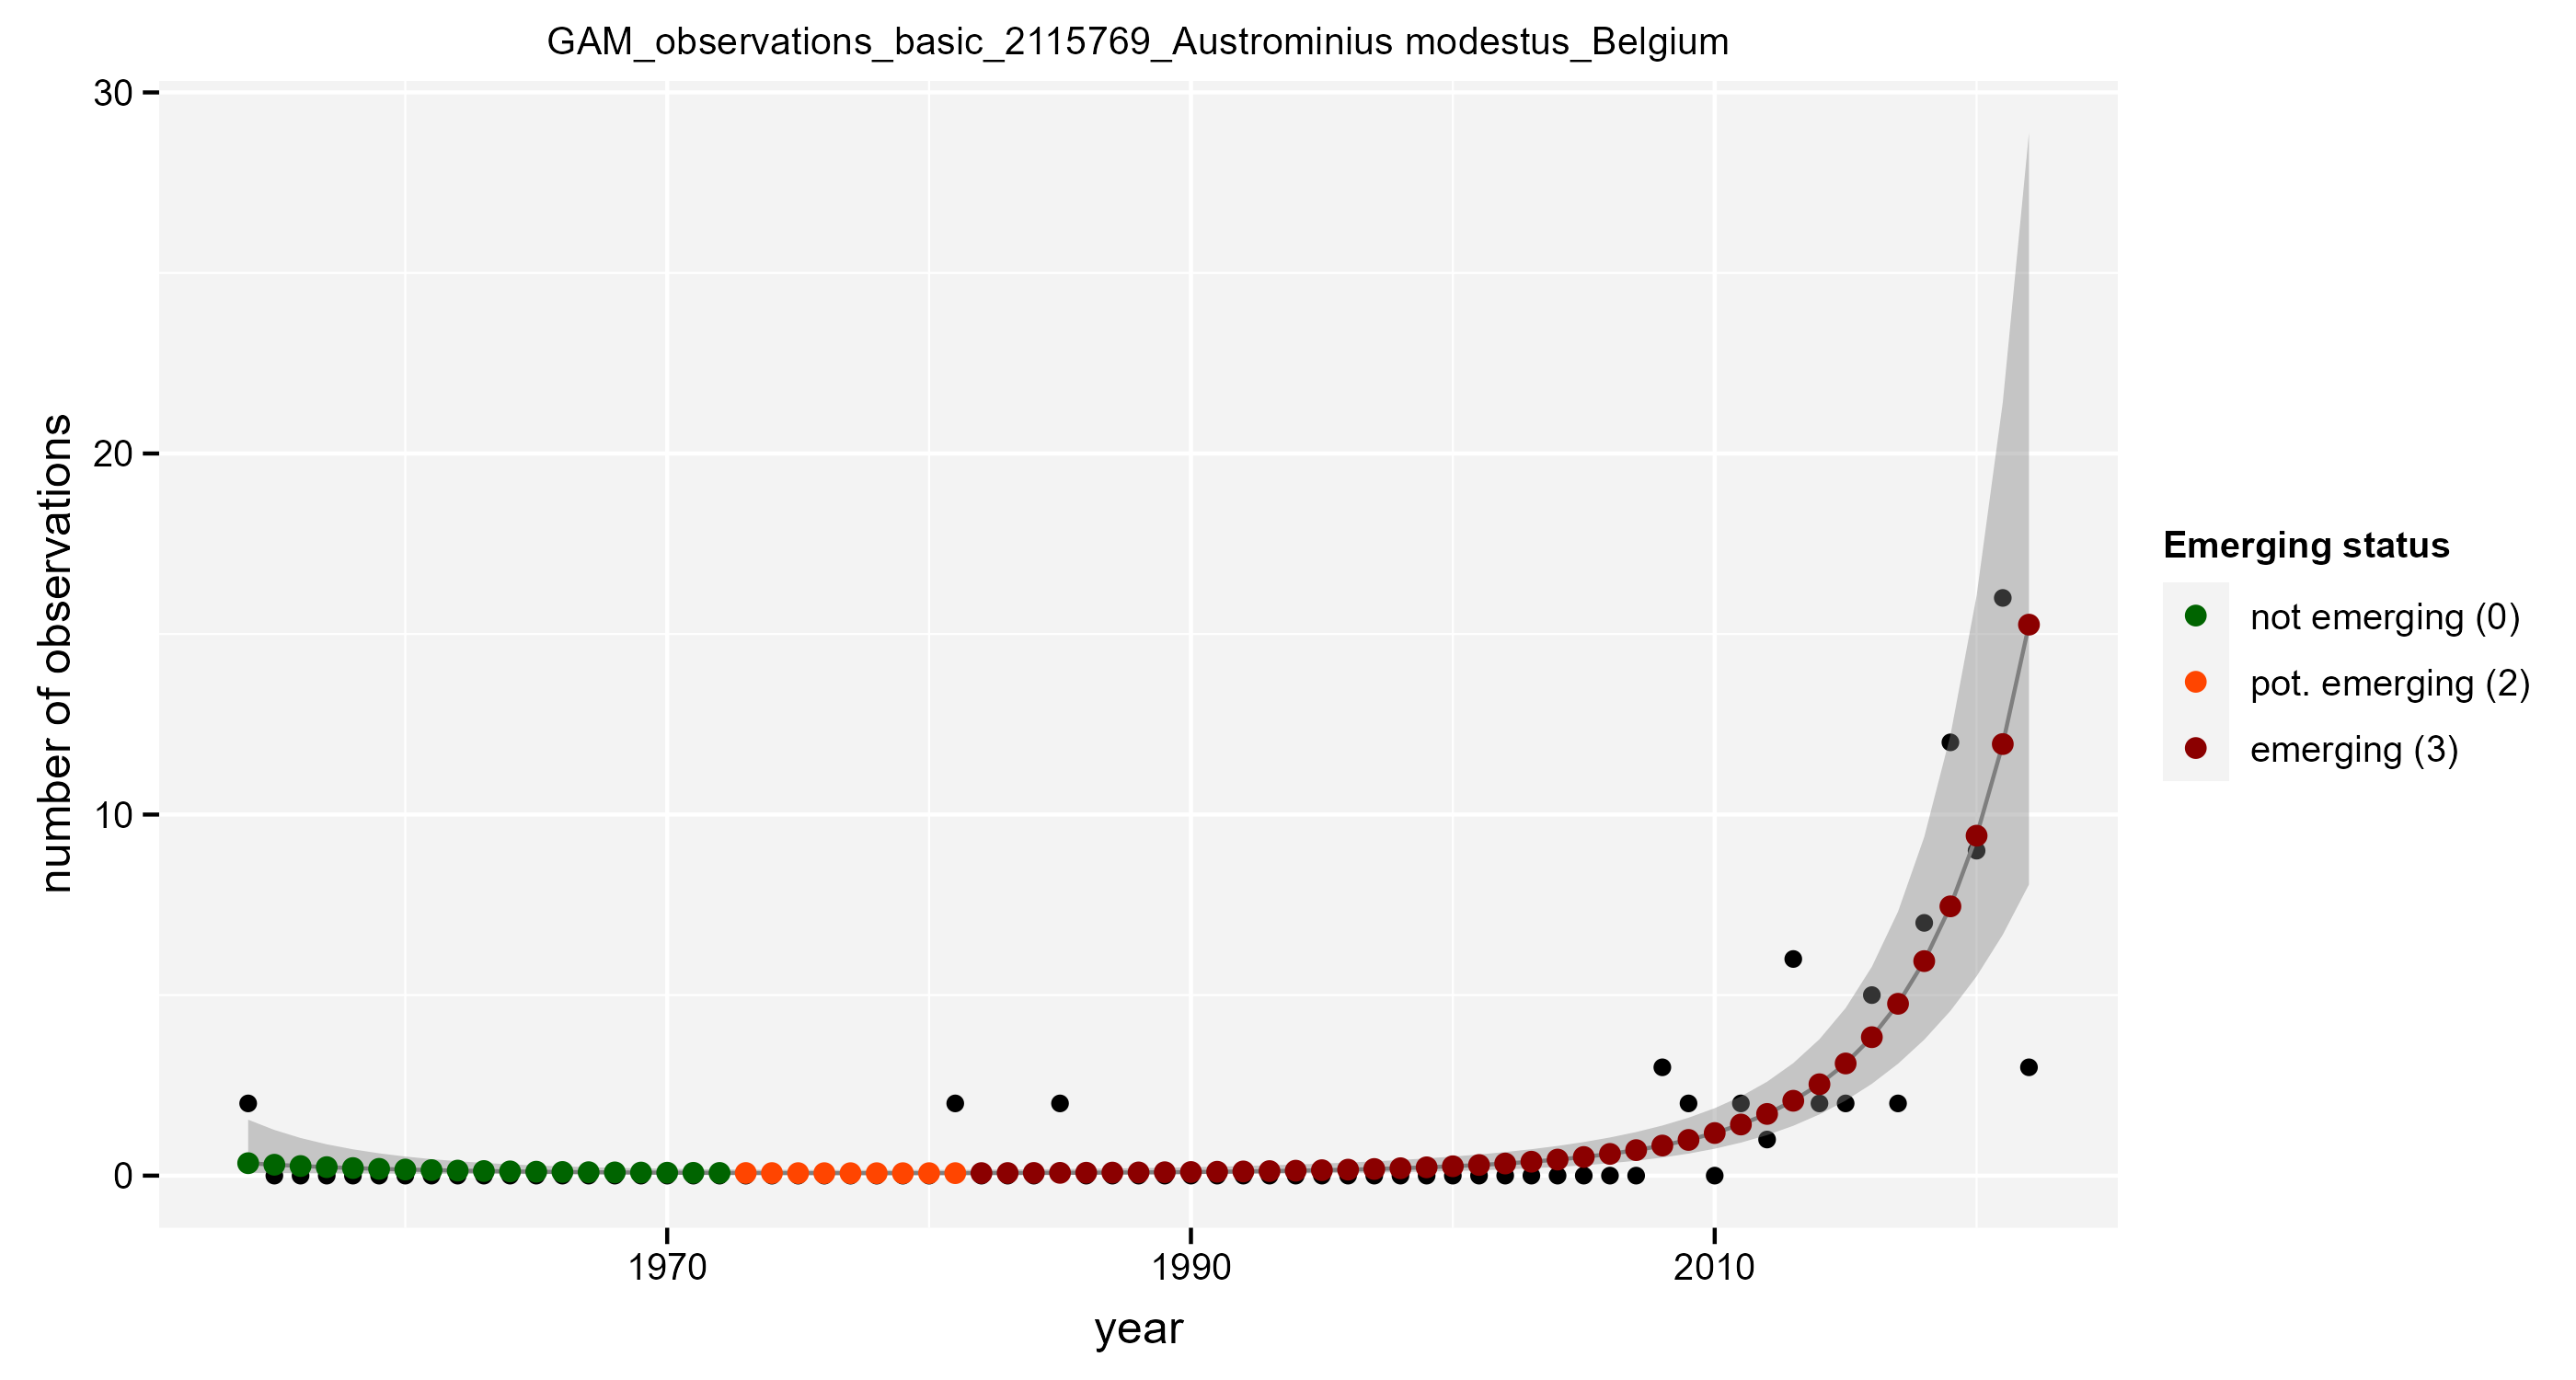 GAM_observations_basic_2115769_Austrominius modestus_Belgium
30
20
10
0
number of observations
1970
1990
2010
year
Emerging status
not emerging (0)
pot. emerging (2)
emerging (3)